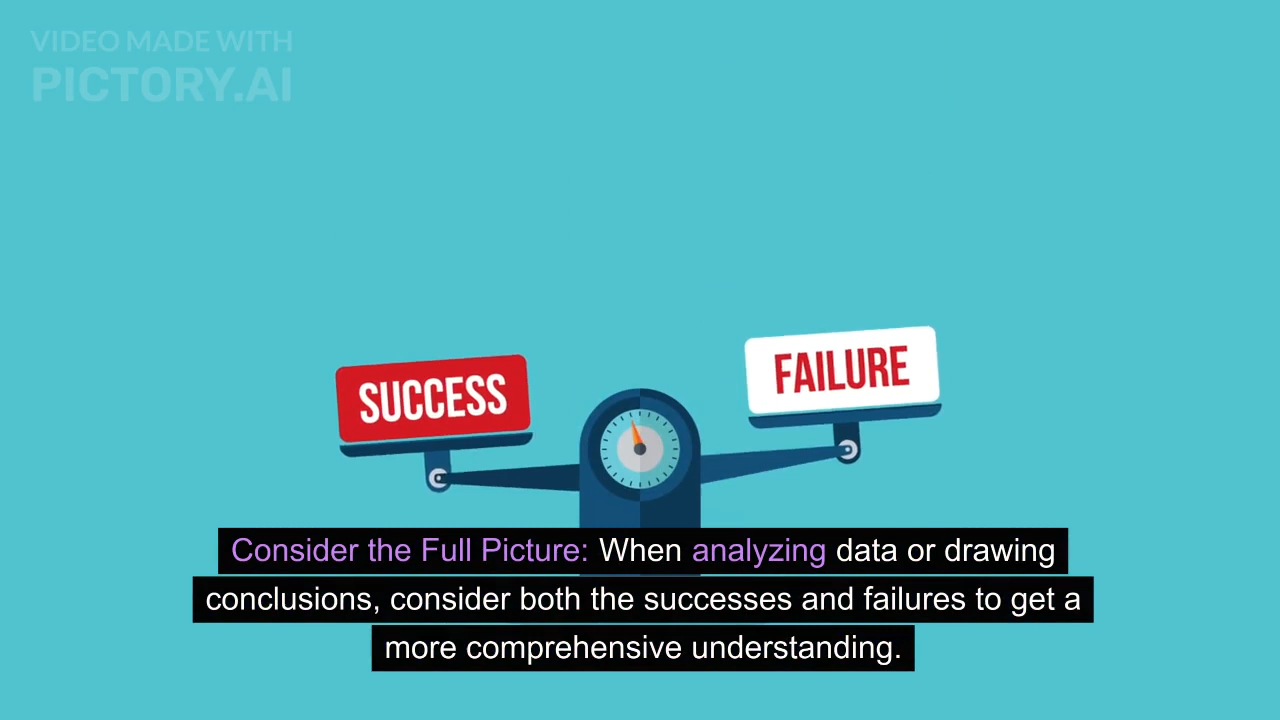 VIDEO MADE WITH
PICTORY.AI
SUCCESS
FAILURE
Consider the Full Picture: When analyzing data or drawing
conclusions, consider both the successes and failures to get a
more comprehensive understanding.